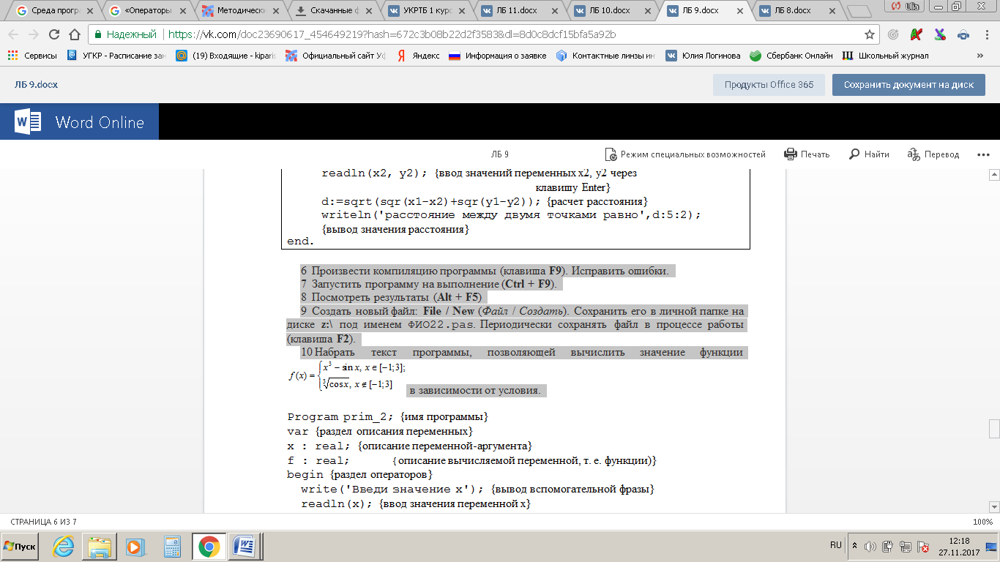 Среда прогр
«Операторы
Методически
Скачанные ф
УКРТБ 1 курс
ЛБ 11.docx
ЛБ 10.docx
ЛБ 9.docx
ЛБ 8.docx
Ulia
Надежный
https://vk.com/doc23690617_454649219?hash=672c3b08b22d2f3583&dl=8d0c8dcf15bfa5a92b
Сервисы
УГКР - Расписание зан
(19) Входящие - kiparis
Официальный сайт Уф
Яндекс
Информация о заявке
Контактные линзы ин
Юлия Логинова
Сбербанк Онлайн
Школьный журнал
»
ЛБ 9.docx
Продукты Office 365
Сохранить документ на диск
Word Online
ЛБ 9
Режим специальных возможностей
Печать
Найти
Перевод
readln(x2, y2); {ввод значений переменных x2, y2 через
клавишу Enter}
d:=sqrt(sqr(x1-x2)+sqr(y1-y2)); {расчет расстояния}
writeln('расстояние между двумя точками равно',d:5:2);
{вывод значения расстояния}
end.
6 Произвести компиляцию программы (клавиша F9). Исправить ошибки.
7 Запустить программу на выполнение (Ctrl + F9).
8 Посмотреть результаты (Alt + F5)
9 Создать новый файл: File / New (Файл / Создать). Сохранить его в личной папке на
диске z:\ под именем ФИО22.pas. Периодически сохранять файл в процессе работы
(клавиша F2).
10 Набрать текст программы, позволяющей вычислить значение функции
f(x) = { x³ − sin x, x ∈ [−1;3];
∛cos x, x ∉ [−1;3]
в зависимости от условия.
Program prim_2; {имя программы}
var {раздел описания переменных}
x : real; {описание переменной-аргумента}
f : real; {описание вычисляемой переменной, т. е. функции)}
begin {раздел операторов}
write('Введи значение x'); {вывод вспомогательной фразы}
readln(x); {ввод значения переменной x}
СТРАНИЦА 6 ИЗ 7
100%
Пуск
RU
12:18
27.11.2017